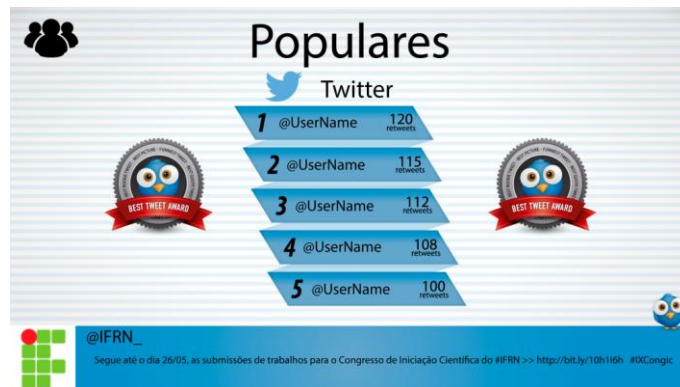 Populares
Twitter
1 @UserName 120 retweets
2 @UserName 115 retweets
3 @UserName 112 retweets
4 @UserName 108 retweets
5 @UserName 100 retweets
BEST TWEET AWARD
BEST TWEET AWARD
@IFRN_
Segue até o dia 26/05, as submissões de trabalhos para o Congresso de Iniciação Científica do #IFRN >> http://bit.ly/10h1i6h #IXCongic